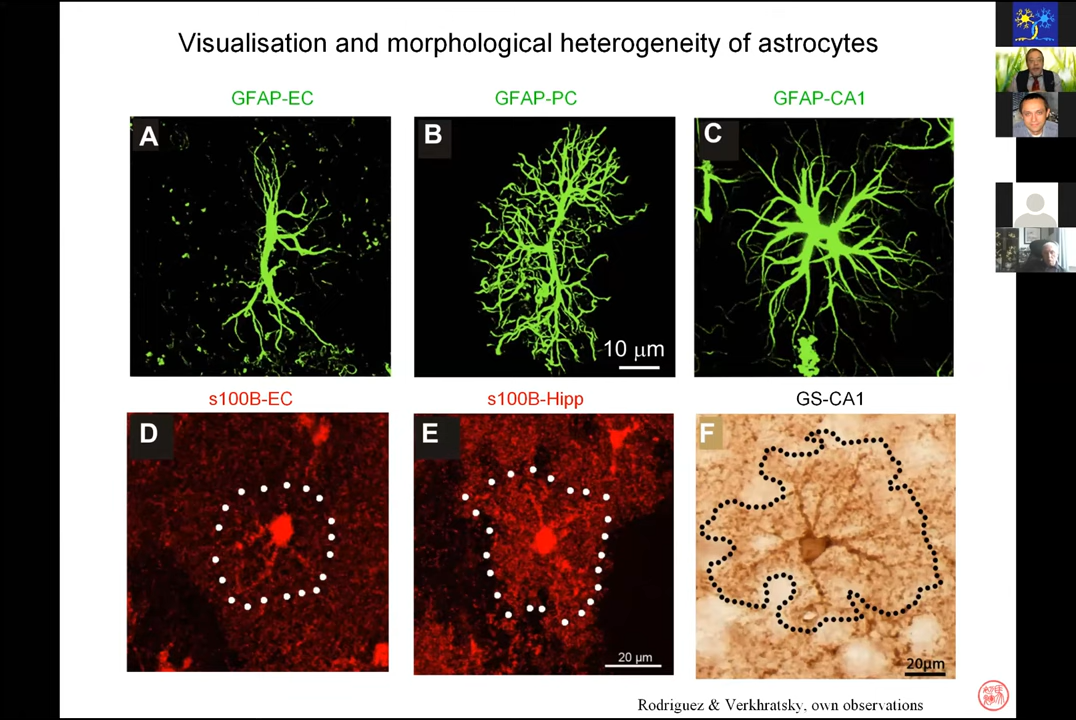 Visualisation and morphological heterogeneity of astrocytes
GFAP-EC
GFAP-PC
GFAP-CA1
A
B
C
10 μm
s100B-EC
s100B-Hipp
GS-CA1
D
E
F
20 μm
20μm
Rodriguez & Verkhratsky, own observations